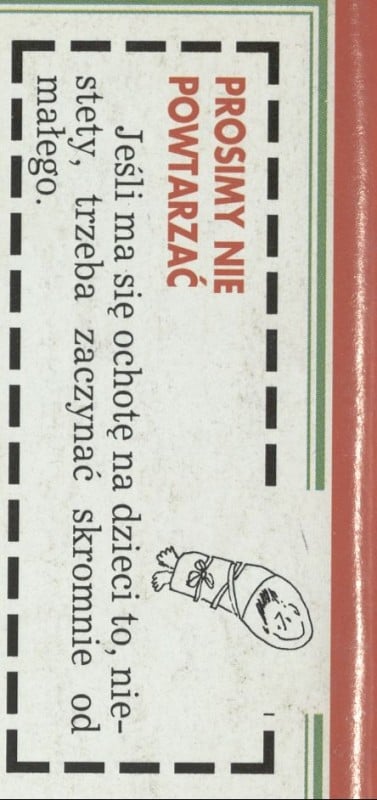 PROSIMY NIE
POWTARZAĆ
Jeśli ma się ochotę na dzieci to, nie-
stety, trzeba zaczynać skromnie od
małego.